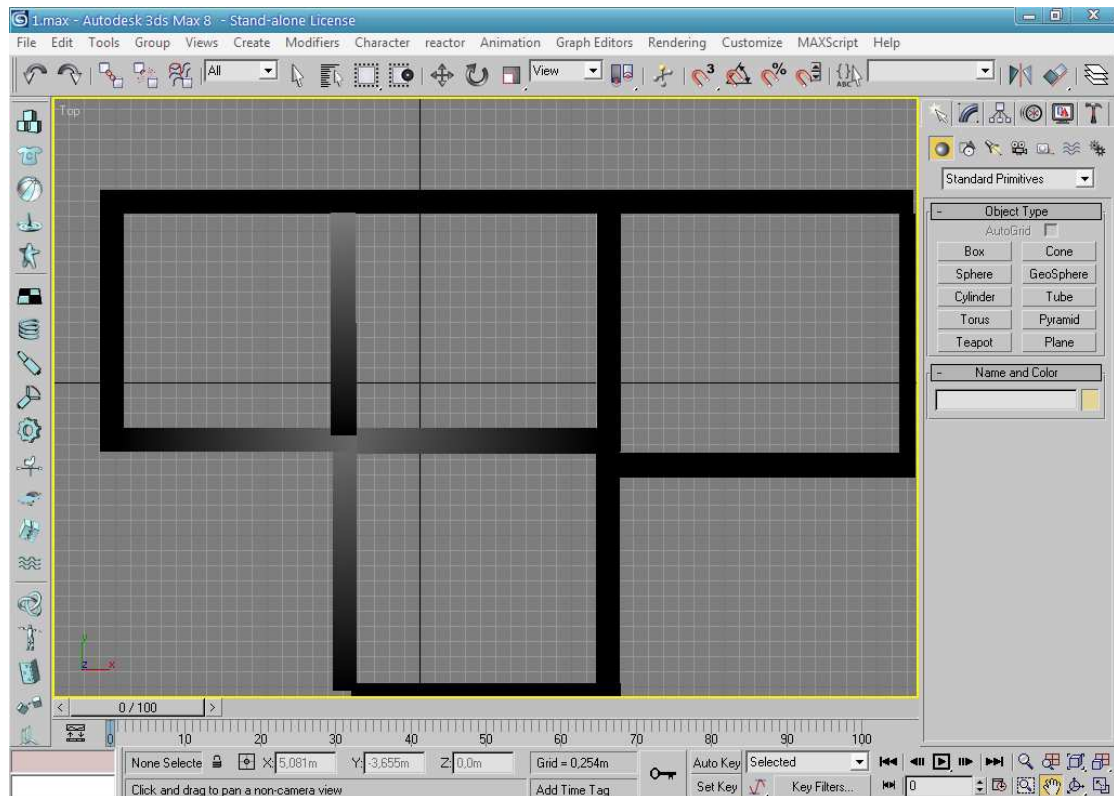 1.max - Autodesk 3ds Max 8 - Stand-alone License
File Edit Tools Group Views Create Modifiers Character reactor Animation Graph Editors Rendering Customize MAXScript Help
All
View
3
%
ABC
Top
Standard Primitives
- Object Type
AutoGrid
Box Cone
Sphere GeoSphere
Cylinder Tube
Torus Pyramid
Teapot Plane
- Name and Color
y
z x
< 0 / 100 >
0 10 20 30 40 50 60 70 80 90 100
None Selecte X: 5,081m Y: -3,655m Z: 0,0m Grid = 0,254m Auto Key Selected
Click and drag to pan a non-camera view Add Time Tag Set Key Key Filters... 0